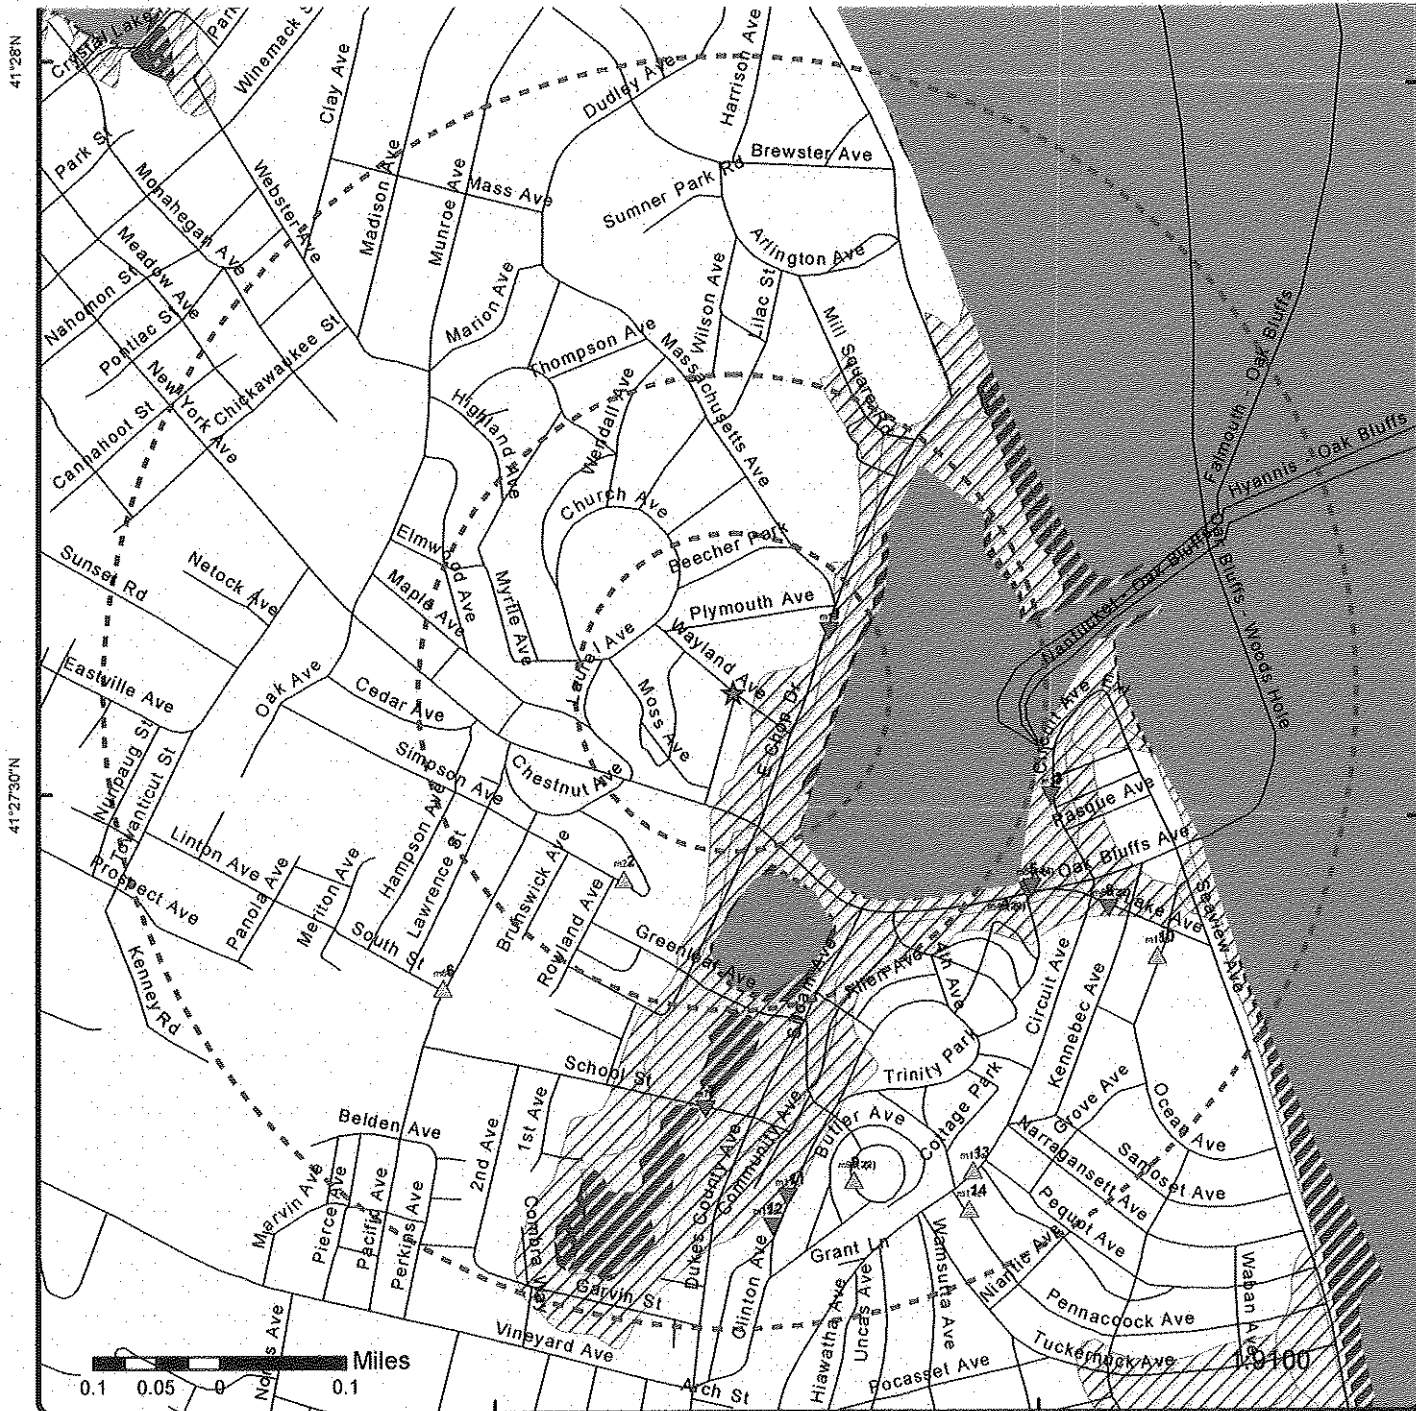 41°28'N
Crystal Lake
Winemack S
Clay Ave
Dudley Ave
Harrison Ave
Park St
Monahegan Ave
Webster Ave
Madison Ave
Munroe Ave
Mass Ave
Brewster Ave
Sumner Park Rd
Arlington Ave
Meadow Ave
Nahomon St
Pontiac St
New York Ave
Chickawaukee St
Cannahoot St
Marion Ave
Thompson Ave
Wilson Ave
Lilac St
Mill Square Rd
Massachusetts Ave
Highland Ave
Wendall Ave
Church Ave
Falmouth Oak Bluffs
Hyannis - Oak Bluffs
Nantucket - Oak Bluffs
Oak Bluffs Woods Hole
Elmwood Ave
Maple Ave
Myrtle Ave
Beecher Park
Plymouth Ave
Wayland Ave
Laurel Ave
Moss Ave
E Chop Dr
Sunset Rd
Netock Ave
Eastville Ave
Oak Ave
Cedar Ave
Simpson Ave
Chestnut Ave
Circuit Ave
Pasque Ave
Oak Bluffs Ave
Lake Ave
Seaview Ave
41°27'30"N
Nurpaug St
Towanticut St
Linton Ave
Prospect Ave
Panola Ave
Meriton Ave
Hampson Ave
Lawrence St
South St
Brunswick Ave
Rowland Ave
Greenleaf Ave
Kenney Rd
Siloam Ave
Allen Ave
4th Ave
Circuit Ave
Kennebec Ave
Trinity Park
School St
Belden Ave
2nd Ave
1st Ave
Butler Ave
Cottage Park
Grove Ave
Ocean Ave
Narragansett Ave
Samoset Ave
Pequot Ave
Marvin Ave
Pierce Ave
Pacific Ave
Perkins Ave
Dukes County Ave
Community Ave
Clinton Ave
Grant Ln
Wamsutta Ave
Niantic Ave
Waban Ave
Garvin St
Vineyard Ave
Hiawatha Ave
Uncas Ave
Pennacook Ave
Tuckernuck Ave
Pocasset Ave
Arch St
Miles
0.1 0.05 0 0.1
1:9100